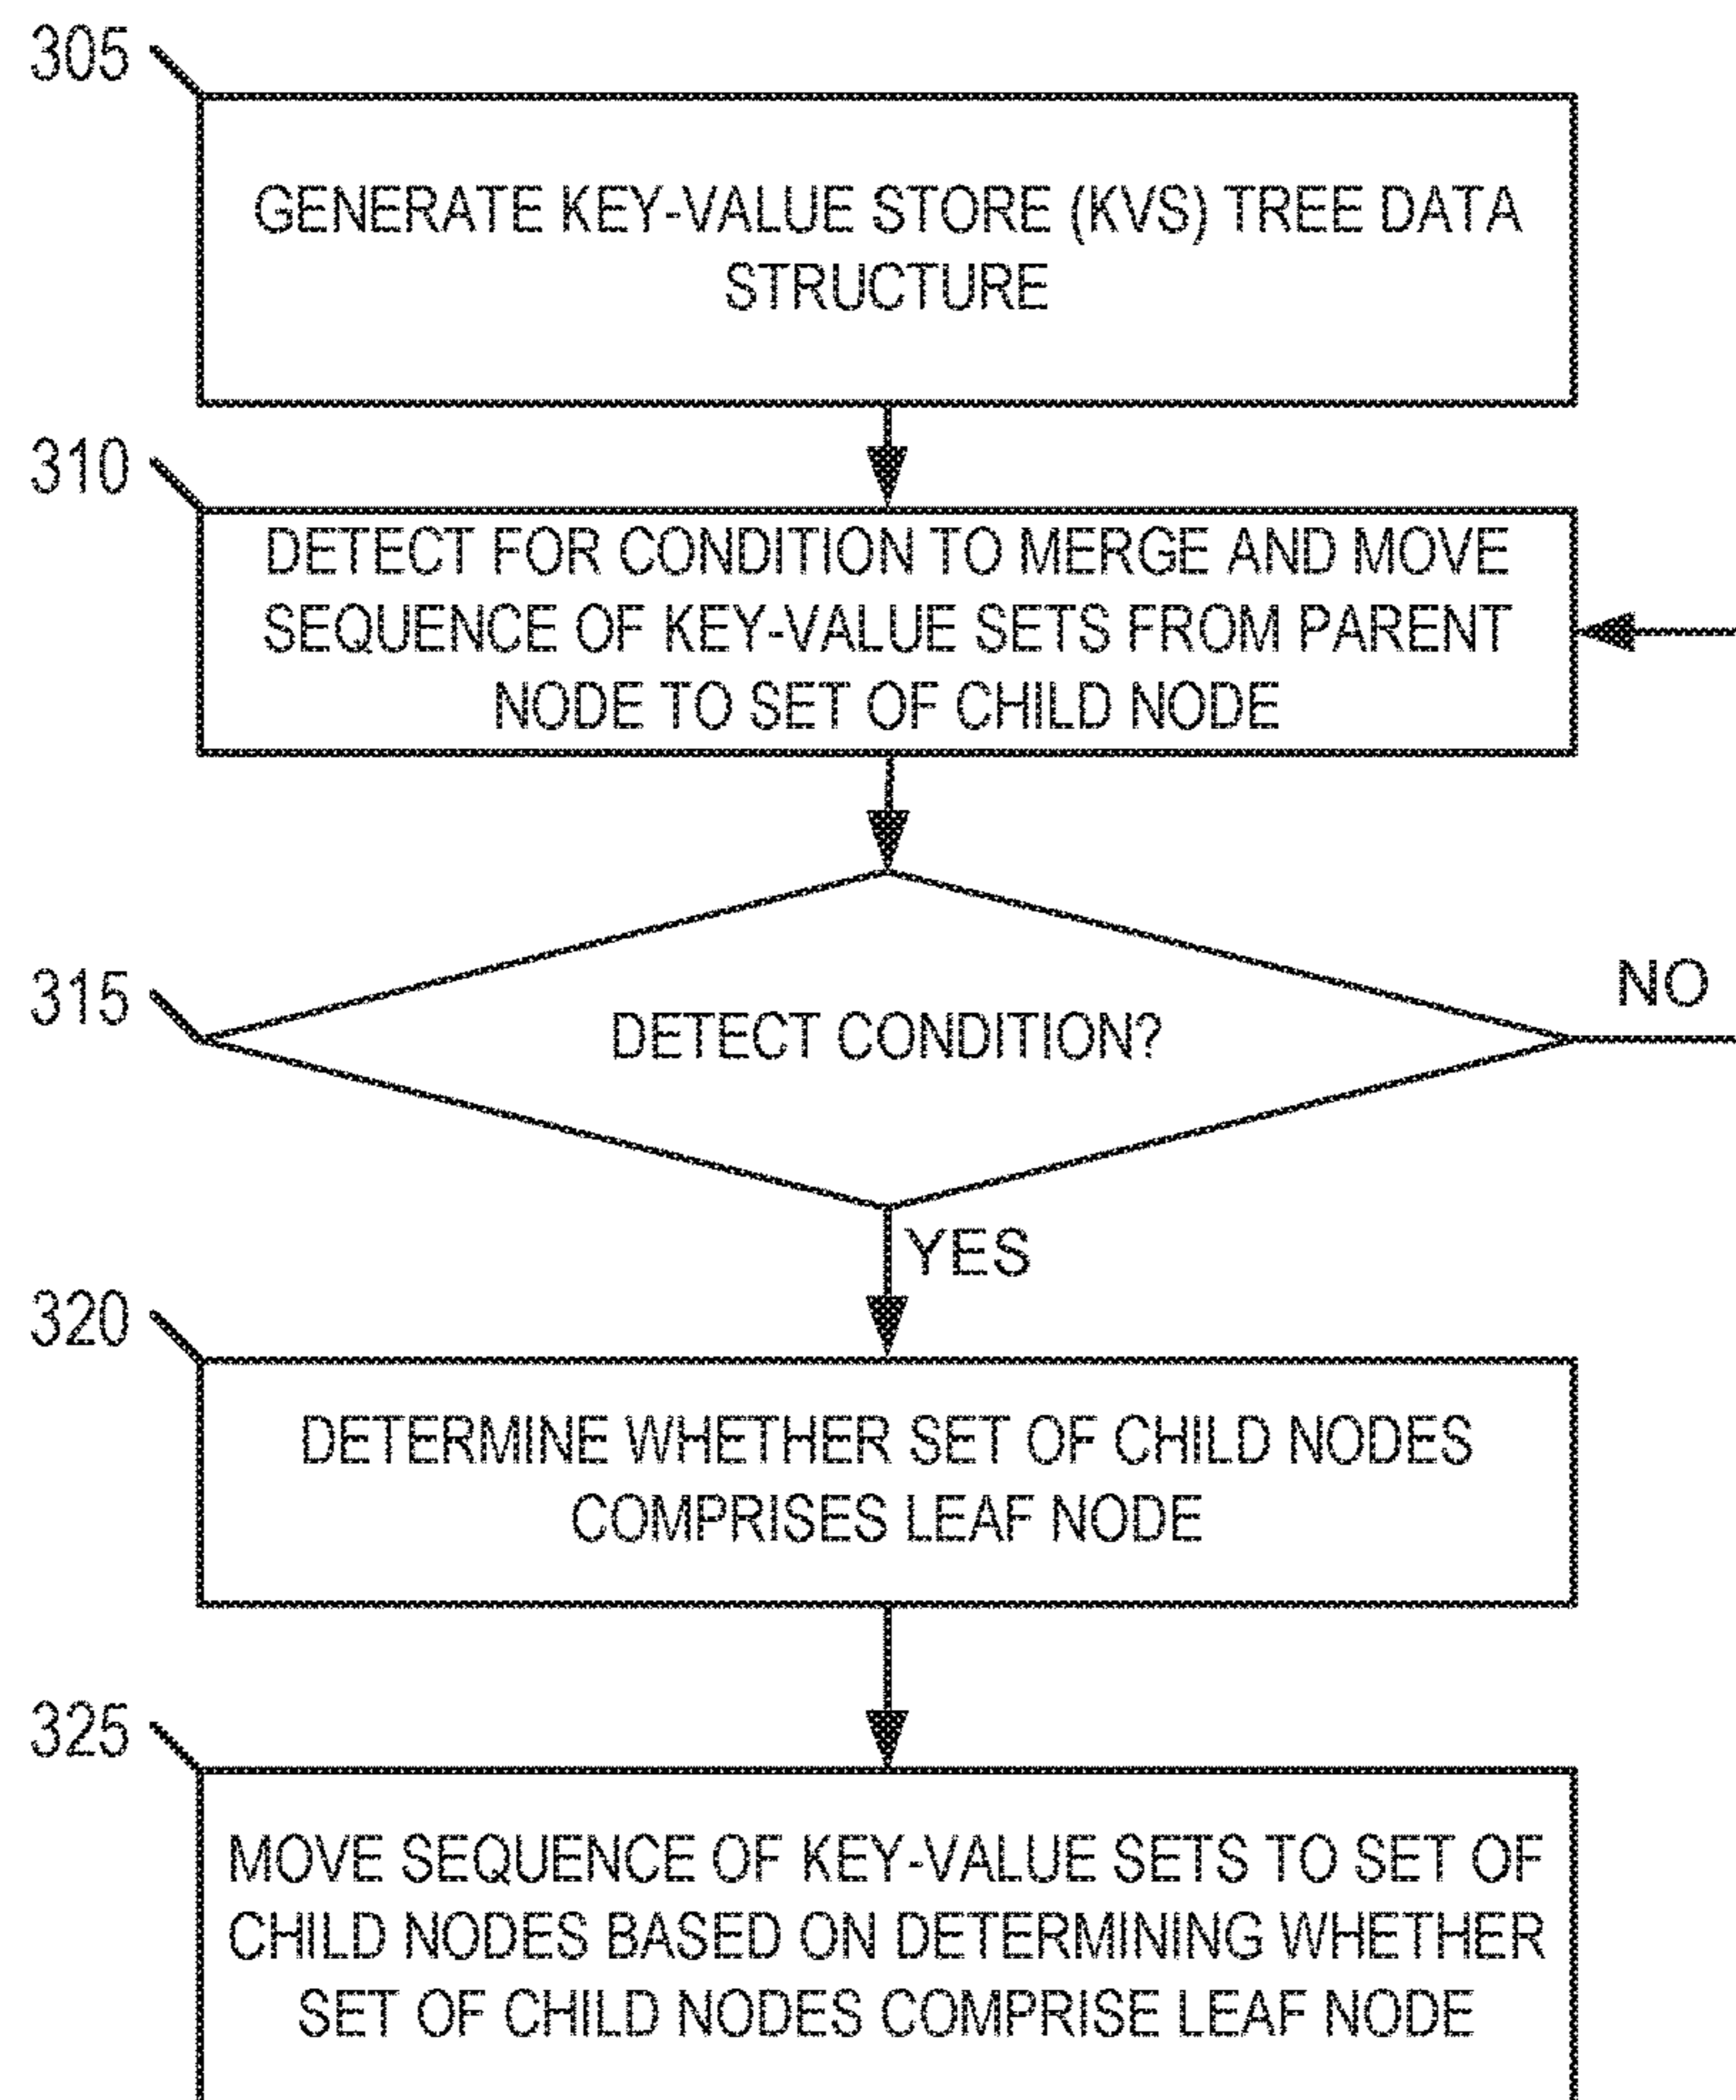 305
GENERATE KEY-VALUE STORE (KVS) TREE DATA
STRUCTURE
310
DETECT FOR CONDITION TO MERGE AND MOVE
SEQUENCE OF KEY-VALUE SETS FROM PARENT
NODE TO SET OF CHILD NODE
315
DETECT CONDITION?
NO
YES
320
DETERMINE WHETHER SET OF CHILD NODES
COMPRISES LEAF NODE
325
MOVE SEQUENCE OF KEY-VALUE SETS TO SET OF
CHILD NODES BASED ON DETERMINING WHETHER
SET OF CHILD NODES COMPRISE LEAF NODE